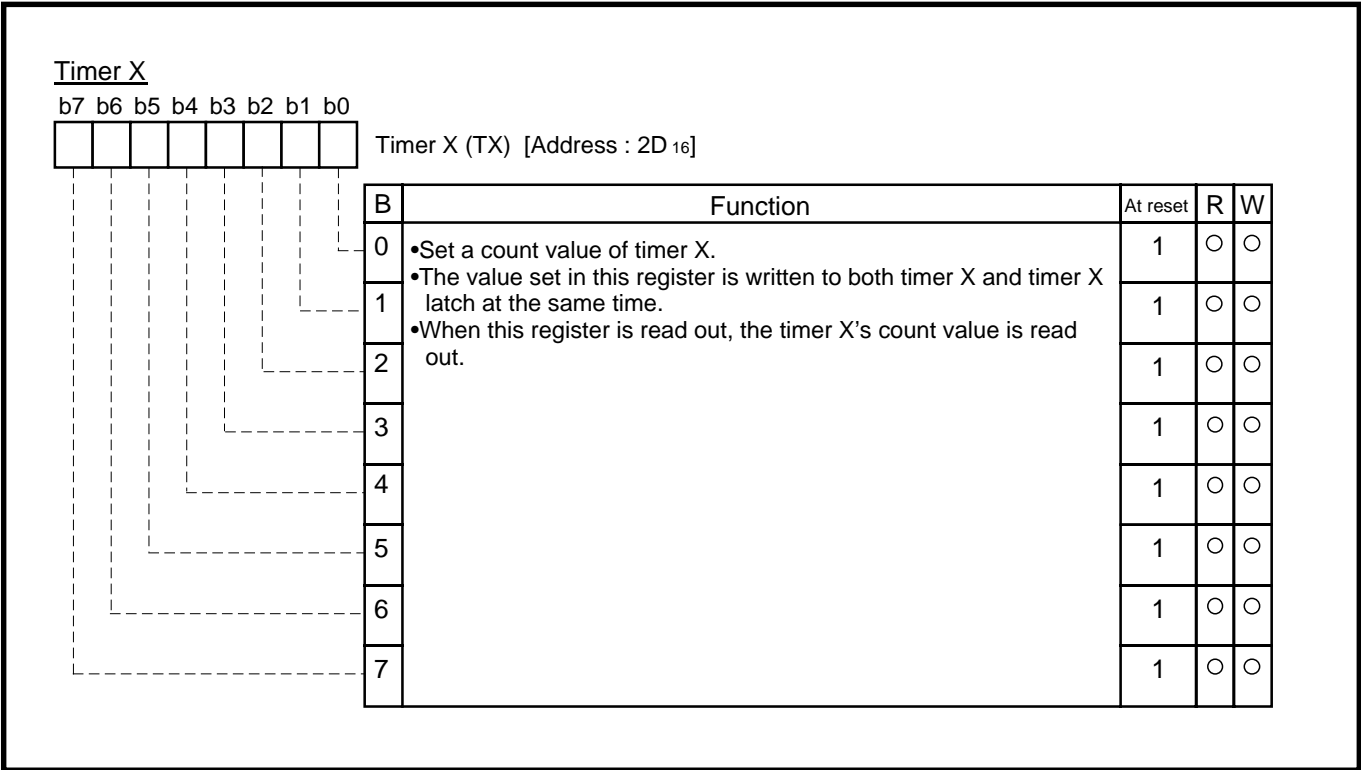 Timer X
b7 b6 b5 b4 b3 b2 b1 b0
Timer X (TX) [Address : 2D 16]
B Function At reset R W
0 •Set a count value of timer X. 1 ○ ○
•The value set in this register is written to both timer X and timer X
1 latch at the same time. 1 ○ ○
•When this register is read out, the timer X’s count value is read
2 out. 1 ○ ○
3 1 ○ ○
4 1 ○ ○
5 1 ○ ○
6 1 ○ ○
7 1 ○ ○